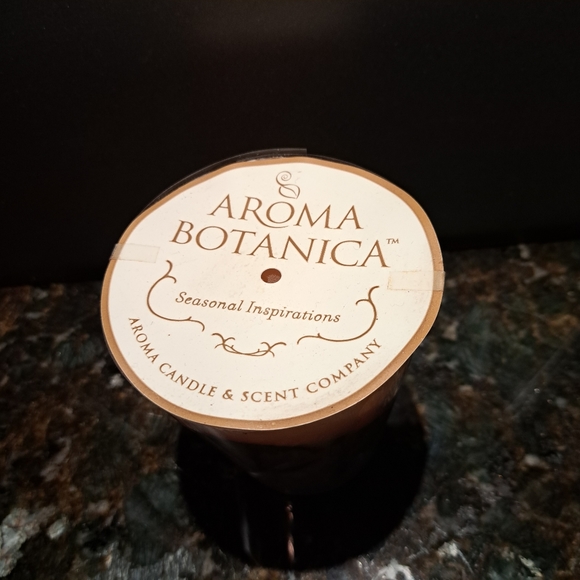 AROMA
BOTANICA™
Seasonal Inspirations
AROMA CANDLE & SCENT COMPANY